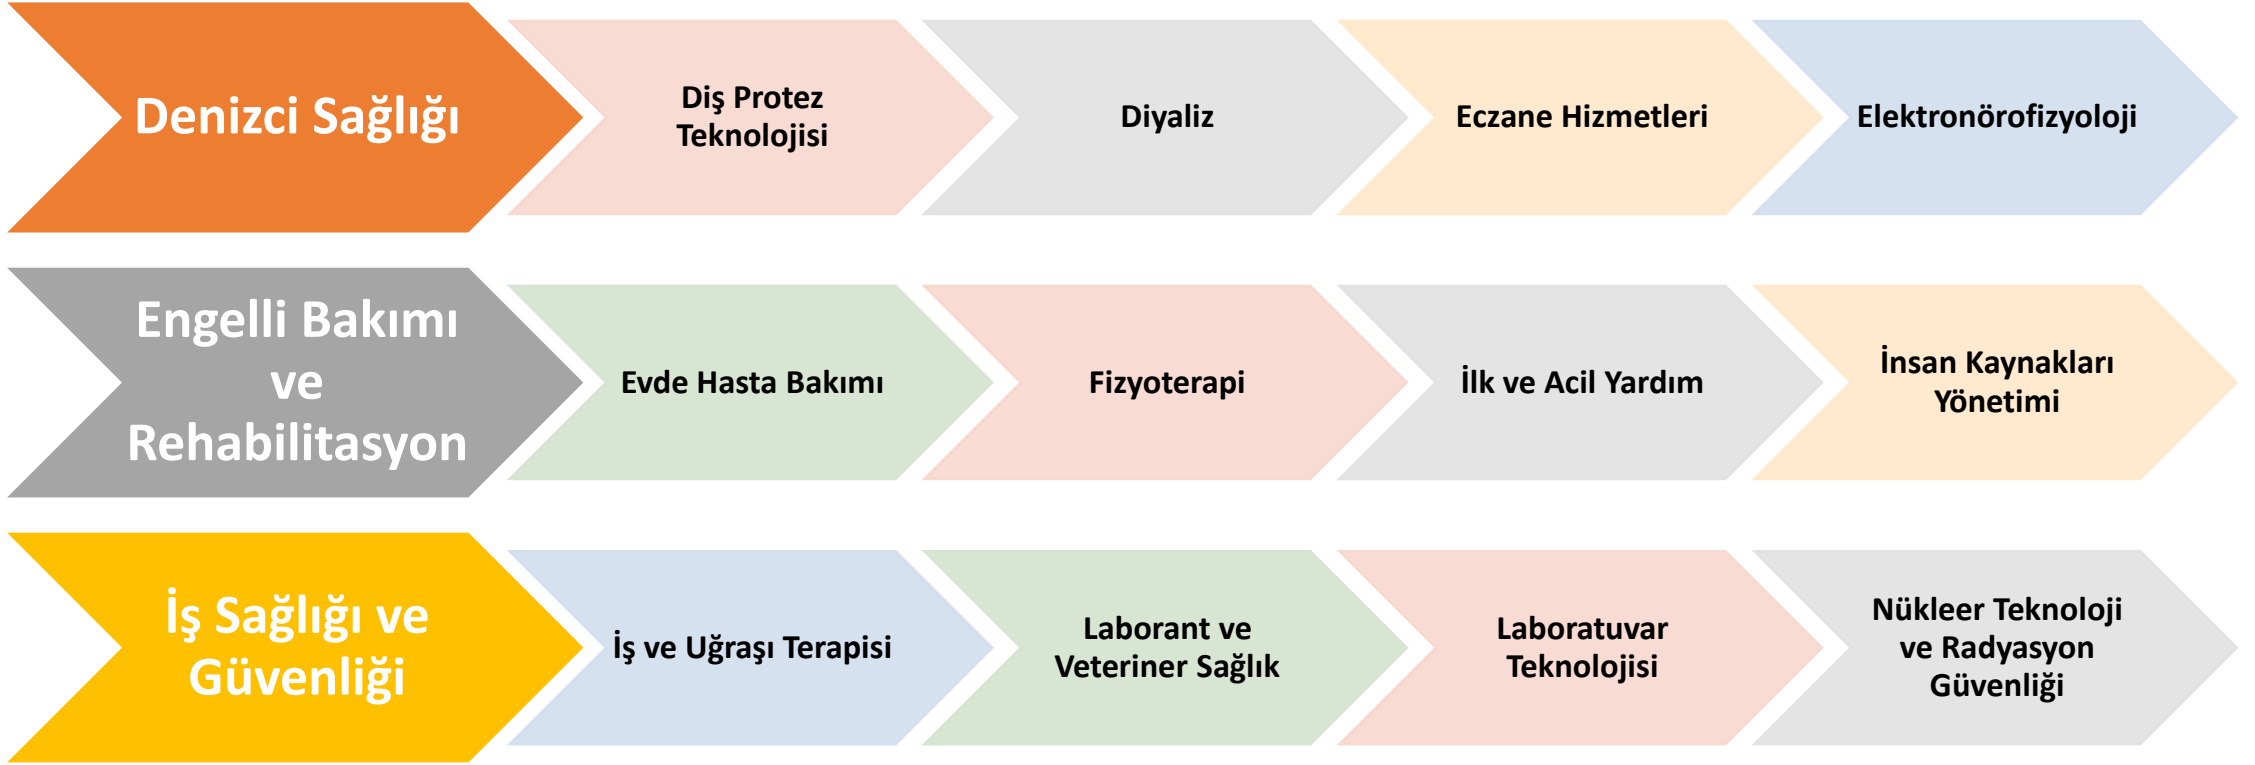 Denizci Sağlığı
Diş Protez
Teknolojisi
Diyaliz
Eczane Hizmetleri
Elektronörofizyoloji
Engelli Bakımı
ve
Rehabilitasyon
Evde Hasta Bakımı
Fizyoterapi
İlk ve Acil Yardım
İnsan Kaynakları
Yönetimi
İş Sağlığı ve
Güvenliği
İş ve Uğraşı Terapisi
Laborant ve
Veteriner Sağlık
Laboratuvar
Teknolojisi
Nükleer Teknoloji
ve Radyasyon
Güvenliği